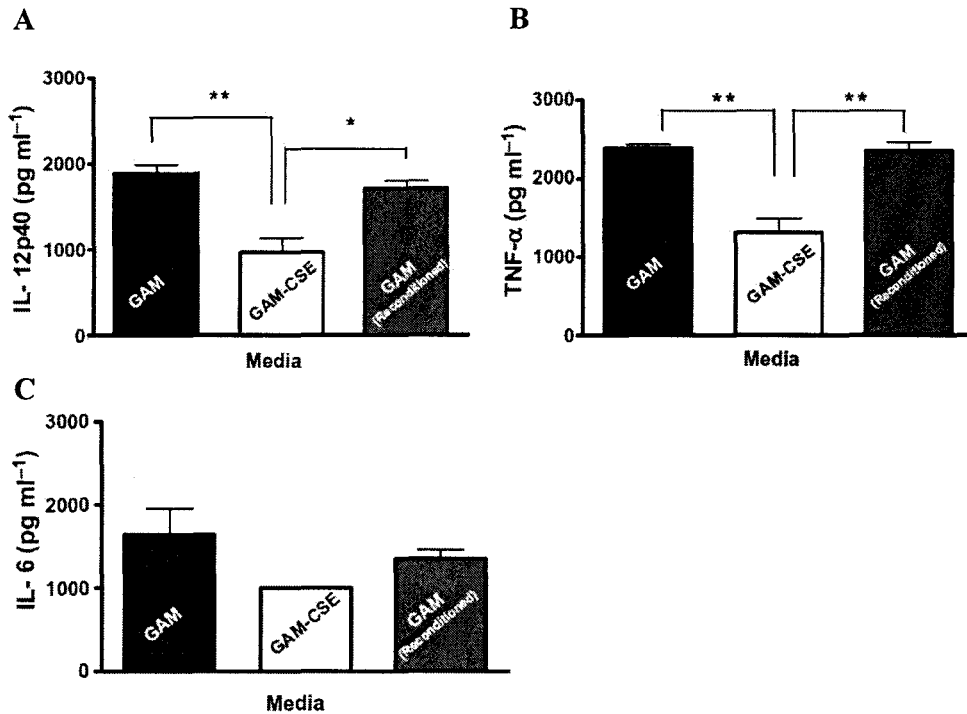 A
IL- 12p40 (pg ml⁻¹)
3000
2000
1000
0
**
*
GAM
GAM-CSE
GAM
(Reconditioned)
Media
B
TNF-α (pg ml⁻¹)
3000
2000
1000
0
**
**
GAM
GAM-CSE
GAM
(Reconditioned)
Media
C
IL- 6 (pg ml⁻¹)
3000
2000
1000
0
GAM
GAM-CSE
GAM
(Reconditioned)
Media